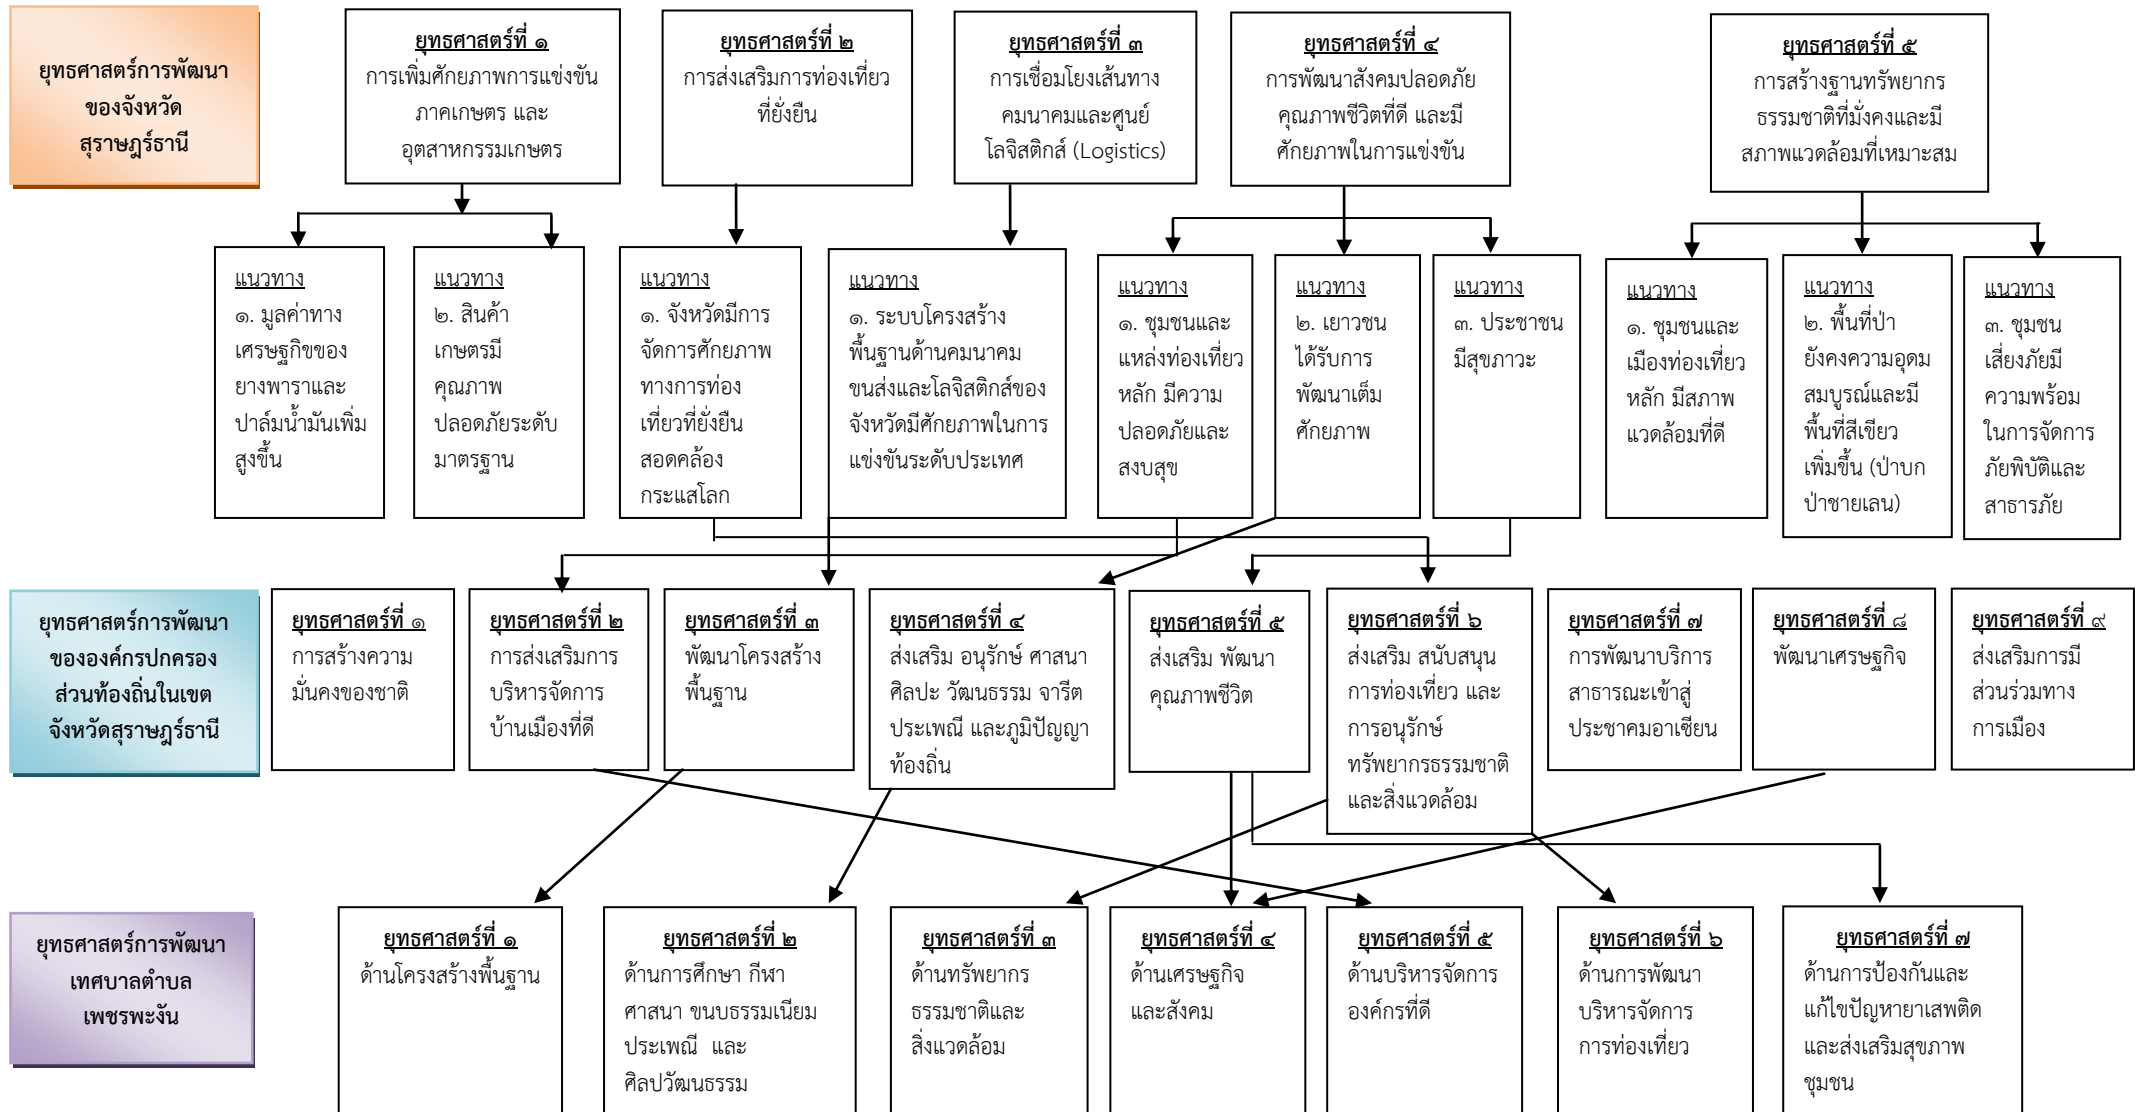 ยุทธศาสตร์การพัฒนา
ของจังหวัด
สุราษฎร์ธานี
ยุทธศาสตร์ที่ ๑
การเพิ่มศักยภาพการแข่งขัน
ภาคเกษตร และ
อุตสาหกรรมเกษตร
ยุทธศาสตร์ที่ ๒
การส่งเสริมการท่องเที่ยว
ที่ยั่งยืน
ยุทธศาสตร์ที่ ๓
การเชื่อมโยงเส้นทาง
คมนาคมและศูนย์
โลจิสติกส์ (Logistics)
ยุทธศาสตร์ที่ ๔
การพัฒนาสังคมปลอดภัย
คุณภาพชีวิตที่ดี และมี
ศักยภาพในการแข่งขัน
ยุทธศาสตร์ที่ ๕
การสร้างฐานทรัพยากร
ธรรมชาติที่มั่งคงและมี
สภาพแวดล้อมที่เหมาะสม
แนวทาง
๑. มูลค่าทาง
เศรษฐกิขของ
ยางพาราและ
ปาล์มน้ำมันเพิ่ม
สูงขึ้น
แนวทาง
๒. สินค้า
เกษตรมี
คุณภาพ
ปลอดภัยระดับ
มาตรฐาน
แนวทาง
๑. จังหวัดมีการ
จัดการศักยภาพ
ทางการท่อง
เที่ยวที่ยั่งยืน
สอดคล้อง
กระแสโลก
แนวทาง
๑. ระบบโครงสร้าง
พื้นฐานด้านคมนาคม
ขนส่งและโลจิสติกส์ของ
จังหวัดมีศักยภาพในการ
แข่งขันระดับประเทศ
แนวทาง
๑. ชุมชนและ
แหล่งท่องเที่ยว
หลัก มีความ
ปลอดภัยและ
สงบสุข
แนวทาง
๒. เยาวชน
ได้รับการ
พัฒนาเต็ม
ศักยภาพ
แนวทาง
๓. ประชาชน
มีสุขภาวะ
แนวทาง
๑. ชุมชนและ
เมืองท่องเที่ยว
หลัก มีสภาพ
แวดล้อมที่ดี
แนวทาง
๒. พื้นที่ป่า
ยังคงความอุดม
สมบูรณ์และมี
พื้นที่สีเขียว
เพิ่มขึ้น (ป่าบก
ป่าชายเลน)
แนวทาง
๓. ชุมชน
เสี่ยงภัยมี
ความพร้อม
ในการจัดการ
ภัยพิบัติและ
สาธารภัย
ยุทธศาสตร์การพัฒนา
ขององค์กรปกครอง
ส่วนท้องถิ่นในเขต
จังหวัดสุราษฎร์ธานี
ยุทธศาสตร์ที่ ๑
การสร้างความ
มั่นคงของชาติ
ยุทธศาสตร์ที่ ๒
การส่งเสริมการ
บริหารจัดการ
บ้านเมืองที่ดี
ยุทธศาสตร์ที่ ๓
พัฒนาโครงสร้าง
พื้นฐาน
ยุทธศาสตร์ที่ ๔
ส่งเสริม อนุรักษ์ ศาสนา
ศิลปะ วัฒนธรรม จารีต
ประเพณี และภูมิปัญญา
ท้องถิ่น
ยุทธศาสตร์ที่ ๕
ส่งเสริม พัฒนา
คุณภาพชีวิต
ยุทธศาสตร์ที่ ๖
ส่งเสริม สนับสนุน
การท่องเที่ยว และ
การอนุรักษ์
ทรัพยากรธรรมชาติ
และสิ่งแวดล้อม
ยุทธศาสตร์ที่ ๗
การพัฒนาบริการ
สาธารณะเข้าสู่
ประชาคมอาเซียน
ยุทธศาสตร์ที่ ๘
พัฒนาเศรษฐกิจ
ยุทธศาสตร์ที่ ๙
ส่งเสริมการมี
ส่วนร่วมทาง
การเมือง
ยุทธศาสตร์การพัฒนา
เทศบาลตำบล
เพชรพะงัน
ยุทธศาสตร์ที่ ๑
ด้านโครงสร้างพื้นฐาน
ยุทธศาสตร์ที่ ๒
ด้านการศึกษา กีฬา
ศาสนา ขนบธรรมเนียม
ประเพณี และ
ศิลปวัฒนธรรม
ยุทธศาสตร์ที่ ๓
ด้านทรัพยากร
ธรรมชาติและ
สิ่งแวดล้อม
ยุทธศาสตร์ที่ ๔
ด้านเศรษฐกิจ
และสังคม
ยุทธศาสตร์ที่ ๕
ด้านบริหารจัดการ
องค์กรที่ดี
ยุทธศาสตร์ที่ ๖
ด้านการพัฒนา
บริหารจัดการ
การท่องเที่ยว
ยุทธศาสตร์ที่ ๗
ด้านการป้องกันและ
แก้ไขปัญหายาเสพติด
และส่งเสริมสุขภาพ
ชุมชน